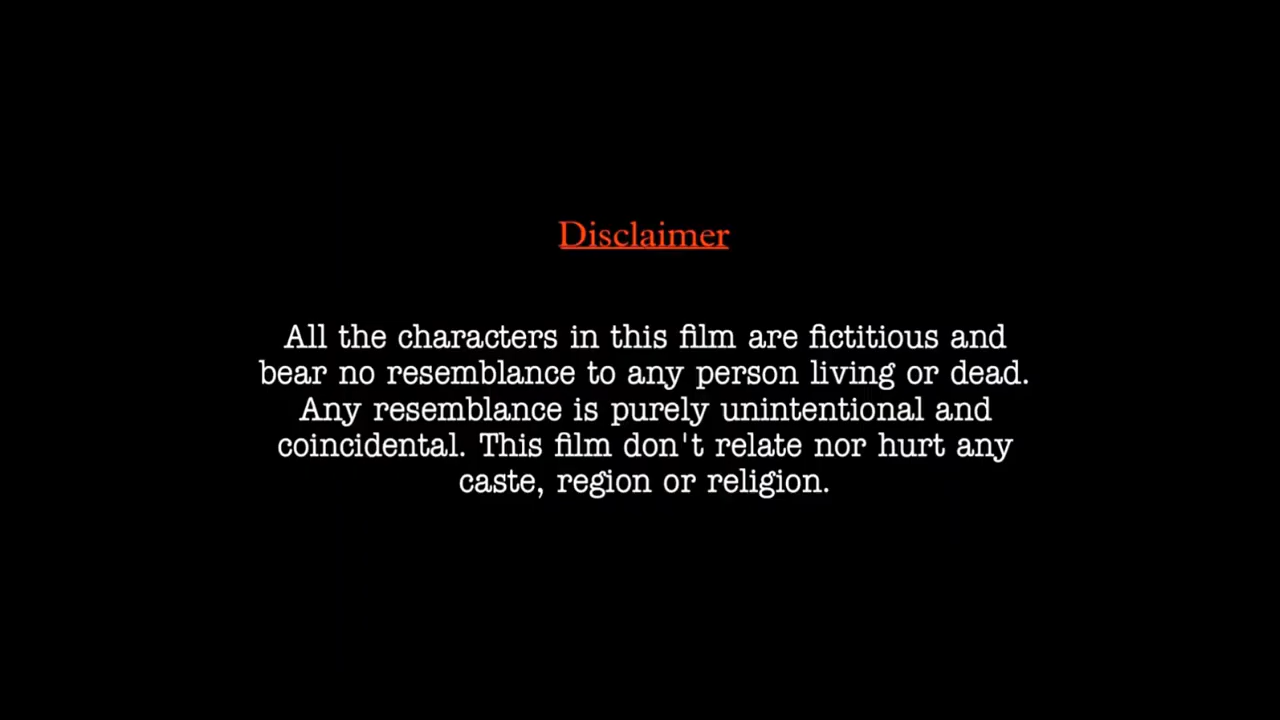 Disclaimer
All the characters in this film are fictitious and
bear no resemblance to any person living or dead.
Any resemblance is purely unintentional and
coincidental. This film don't relate nor hurt any
caste, region or religion.